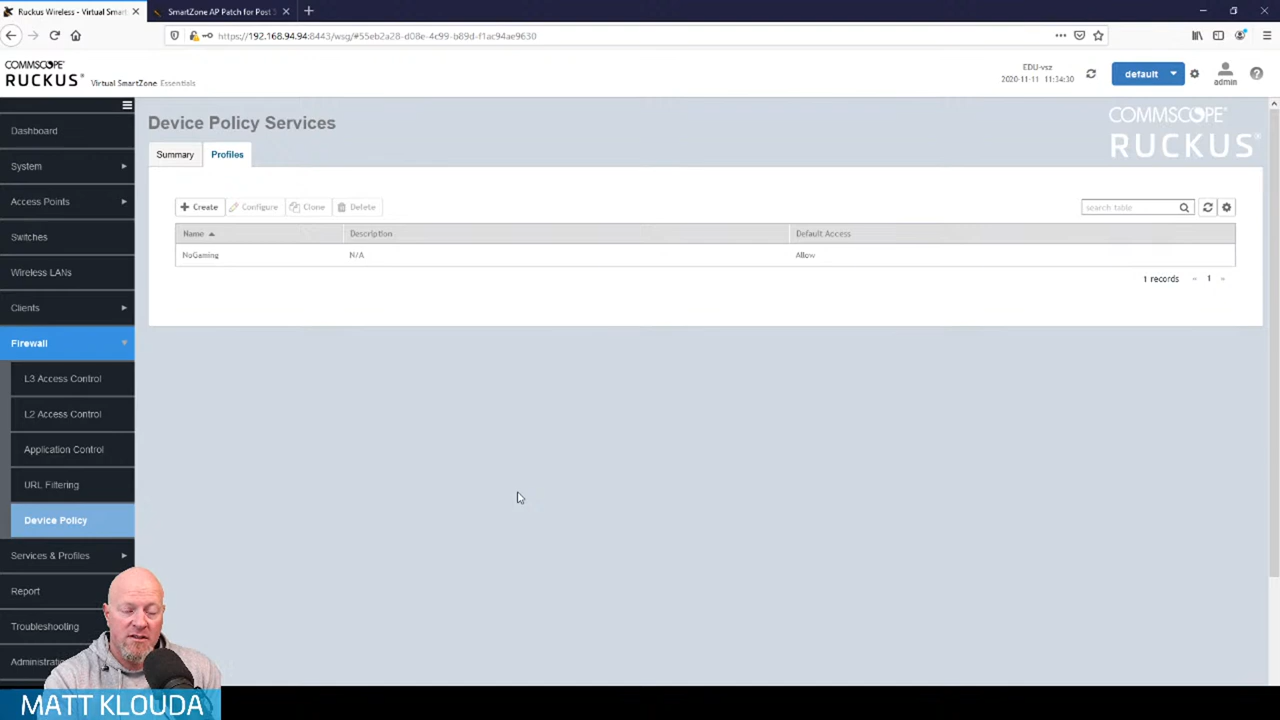 Ruckus Wireless - Virtual Smart
SmartZone AP Patch for Post
https://192.168.94.94:8443/wsg/#55eb2a28-d08e-4c99-b89d-f1ac94ae9630
COMMSCOPE
RUCKUS
Virtual SmartZone Essentials
EDU-vsz
2020-11-11 11:34:30
default
admin
Dashboard
System
Access Points
Switches
Wireless LANs
Clients
Firewall
L3 Access Control
L2 Access Control
Application Control
URL Filtering
Device Policy
Services & Profiles
Report
Troubleshooting
Device Policy Services
COMMSCOPE
RUCKUS
Summary
Profiles
Create
Configure
Clone
Delete
search table
Name
Description
Default Access
NoGaming
N/A
Allow
1 records « 1 »
MATT KLOUDA